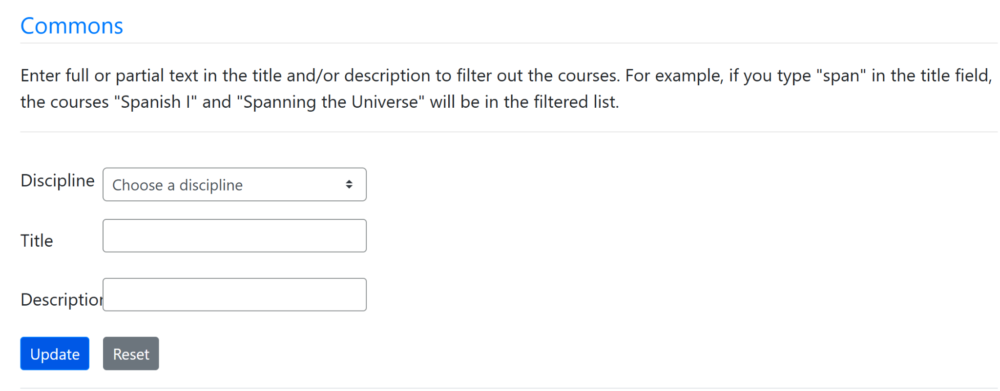 Commons
Enter full or partial text in the title and/or description to filter out the courses. For example, if you type "span" in the title field,
the courses "Spanish I" and "Spanning the Universe" will be in the filtered list.
Discipline Choose a discipline
Title
Description
Update Reset